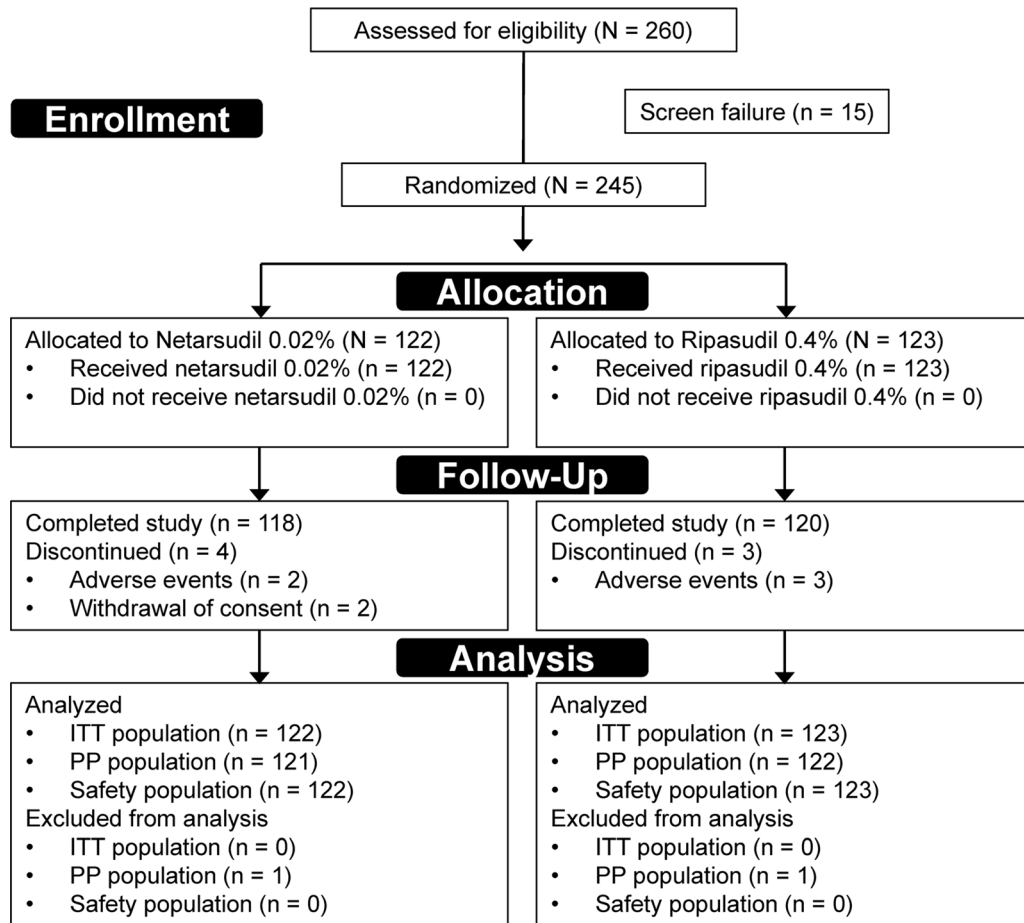 Assessed for eligibility (N = 260)
Enrollment
Screen failure (n = 15)
Randomized (N = 245)
Allocation
Allocated to Netarsudil 0.02% (N = 122)
• Received netarsudil 0.02% (n = 122)
• Did not receive netarsudil 0.02% (n = 0)
Allocated to Ripasudil 0.4% (N = 123)
• Received ripasudil 0.4% (n = 123)
• Did not receive ripasudil 0.4% (n = 0)
Follow-Up
Completed study (n = 118)
Discontinued (n = 4)
• Adverse events (n = 2)
• Withdrawal of consent (n = 2)
Completed study (n = 120)
Discontinued (n = 3)
• Adverse events (n = 3)
Analysis
Analyzed
• ITT population (n = 122)
• PP population (n = 121)
• Safety population (n = 122)
Excluded from analysis
• ITT population (n = 0)
• PP population (n = 1)
• Safety population (n = 0)
Analyzed
• ITT population (n = 123)
• PP population (n = 122)
• Safety population (n = 123)
Excluded from analysis
• ITT population (n = 0)
• PP population (n = 1)
• Safety population (n = 0)